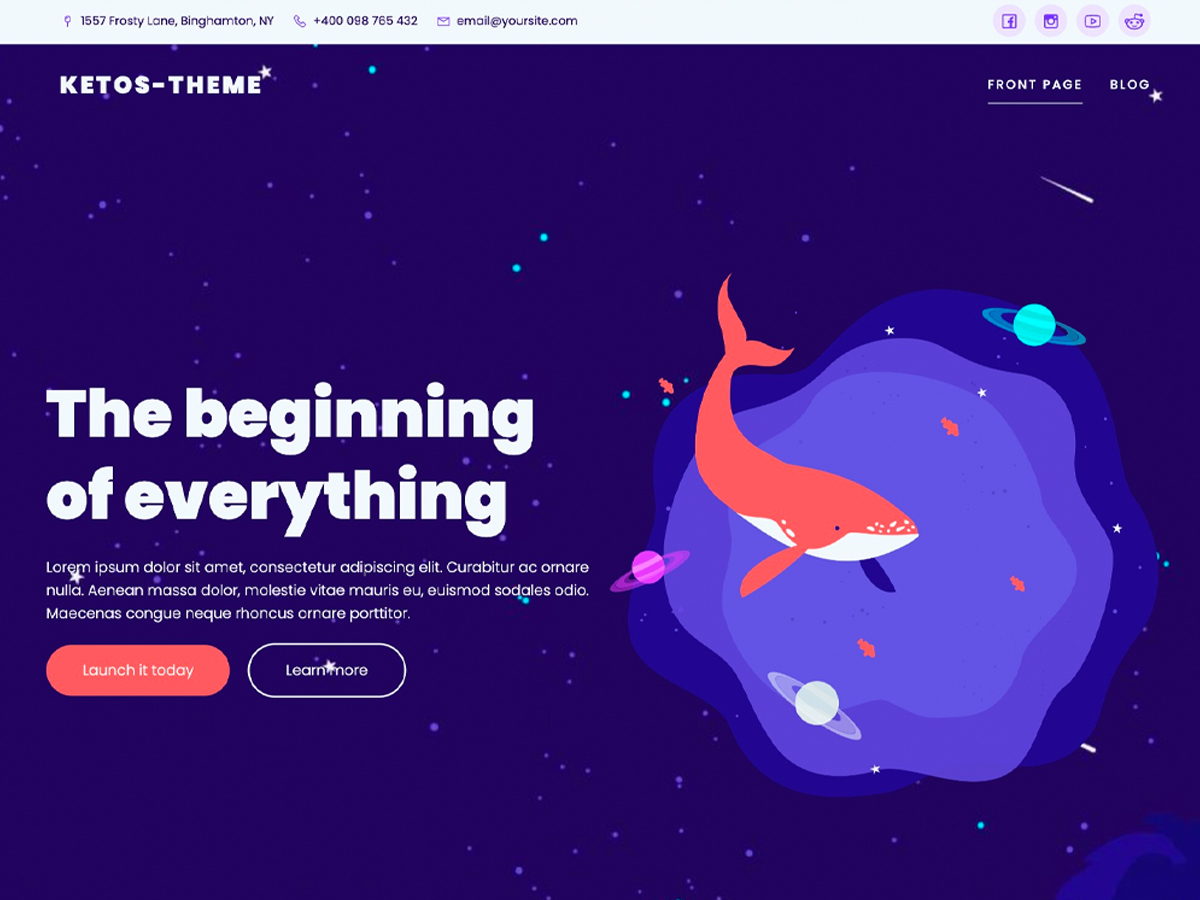 1557 Frosty Lane, Binghamton, NY +400 098 765 432 email@yoursite.com
KETOS-THEME
FRONT PAGE BLOG
The beginning
of everything
Lorem ipsum dolor sit amet, consectetur adipiscing elit. Curabitur ac ornare
nulla. Aenean massa dolor, molestie vitae mauris eu, euismod sodales odio.
Maecenas congue neque rhoncus ornare porttitor.
Launch it today Learn more